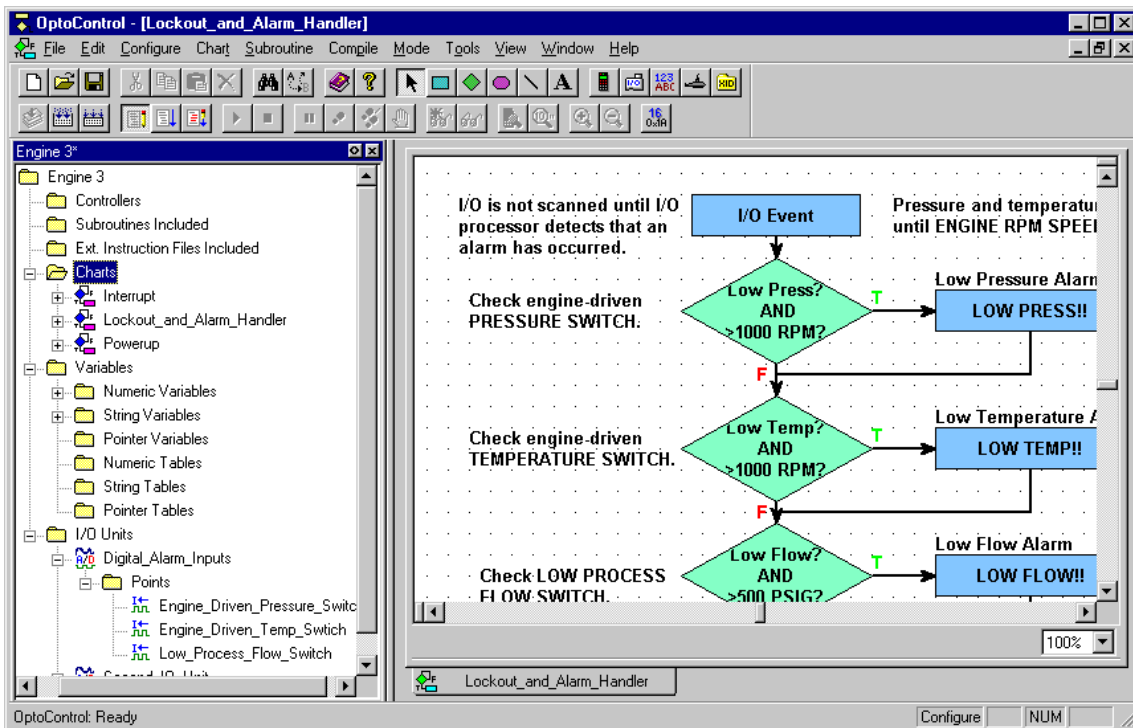 OptoControl - [Lockout_and_Alarm_Handler]
File Edit Configure Chart Subroutine Compile Mode Tools View Window Help
Engine 3*
Engine 3
Controllers
Subroutines Included
Ext. Instruction Files Included
Charts
Interrupt
Lockout_and_Alarm_Handler
Powerup
Variables
Numeric Variables
String Variables
Pointer Variables
Numeric Tables
String Tables
Pointer Tables
I/O Units
Digital_Alarm_Inputs
Points
Engine_Driven_Pressure_Switc
Engine_Driven_Temp_Swtich
Low_Process_Flow_Switch
I/O is not scanned until I/O
processor detects that an
alarm has occurred.
I/O Event
Pressure and temperatur
until ENGINE RPM SPEE
Check engine-driven
PRESSURE SWITCH.
Low Press?
AND
>1000 RPM?
T
Low Pressure Alarm
LOW PRESS!!
F
Check engine-driven
TEMPERATURE SWITCH.
Low Temp?
AND
>1000 RPM?
T
Low Temperature A
LOW TEMP!!
F
Check LOW PROCESS
FLOW SWITCH.
Low Flow?
AND
>500 PSIG?
T
Low Flow Alarm
LOW FLOW!!
100%
Lockout_and_Alarm_Handler
OptoControl: Ready
Configure
NUM